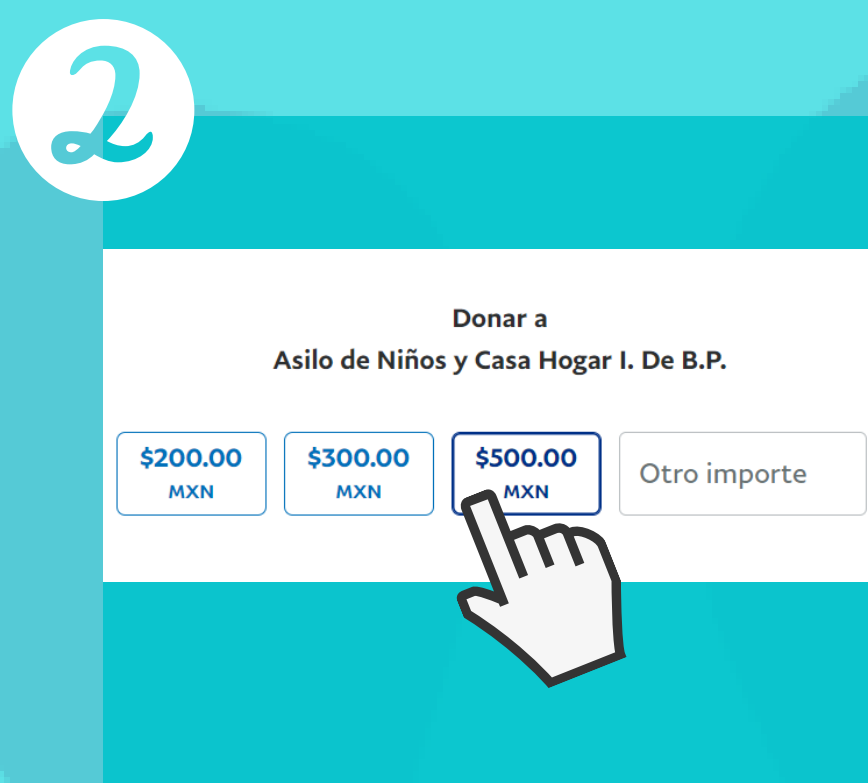 2
Donar a
Asilo de Niños y Casa Hogar I. De B.P.
$200.00 $300.00 $500.00
MXN MXN MXN
Otro importe